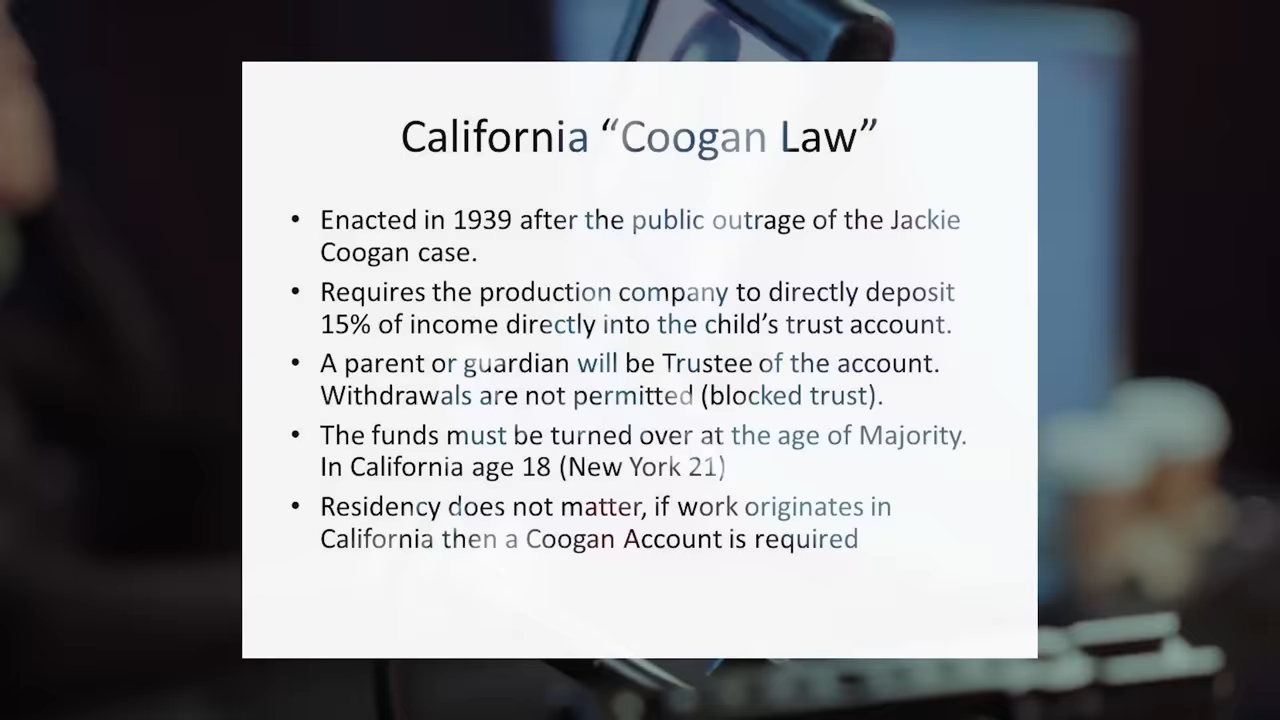 California “Coogan Law”
• Enacted in 1939 after the public outrage of the Jackie
Coogan case.
• Requires the production company to directly deposit
15% of income directly into the child’s trust account.
• A parent or guardian will be Trustee of the account.
Withdrawals are not permitted (blocked trust).
• The funds must be turned over at the age of Majority.
In California age 18 (New York 21)
• Residency does not matter, if work originates in
California then a Coogan Account is required